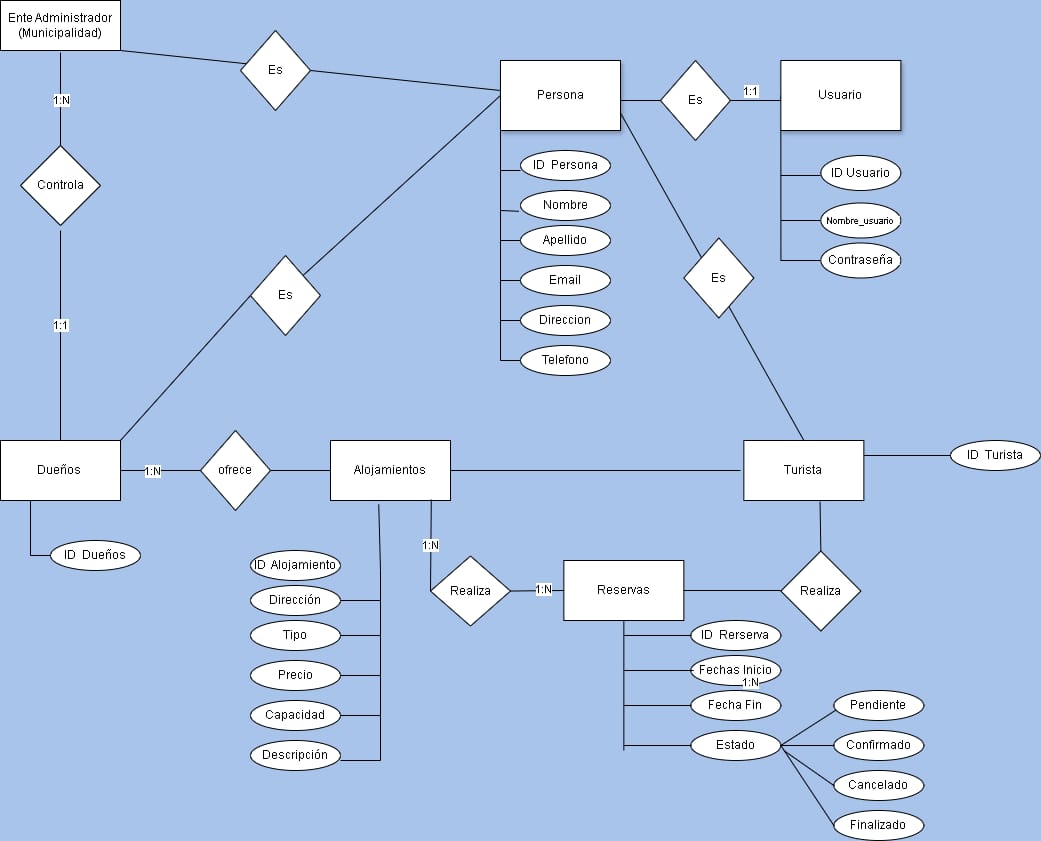 Ente Administrador
(Municipalidad)
Es
Persona
Es
1:1
Usuario
1:N
Controla
ID Persona
Nombre
Apellido
Email
Direccion
Telefono
ID Usuario
Nombre_usuario
Contraseña
Es
Es
1:1
Dueños
1:N
ofrece
Alojamientos
Turista
ID Turista
ID Dueños
1:N
Realiza
1:N
Reservas
Realiza
ID Alojamiento
Dirección
Tipo
Precio
Capacidad
Descripción
ID Rerserva
Fechas Inicio
1:N
Fecha Fin
Estado
Pendiente
Confirmado
Cancelado
Finalizado